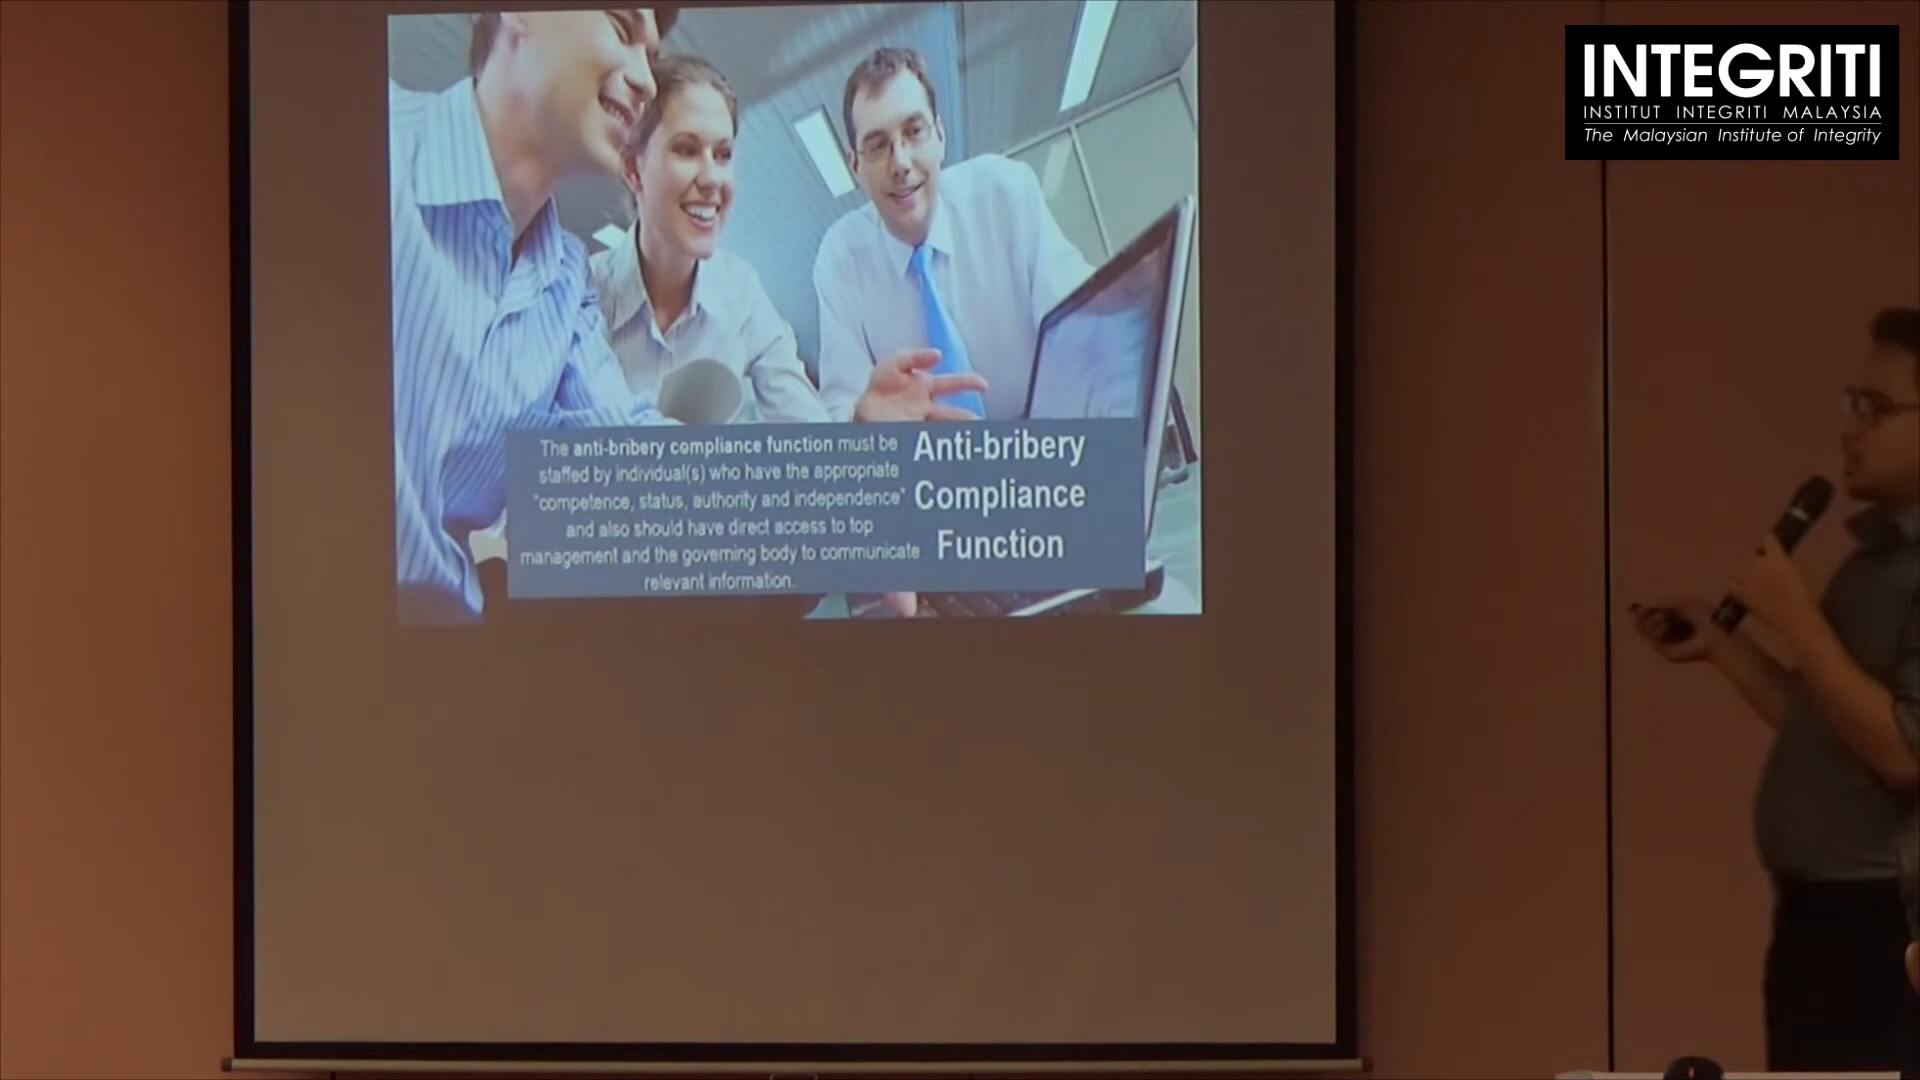 INTEGRITI
INSTITUT INTEGRITI MALAYSIA
The Malaysian Institute of Integrity
The anti-bribery compliance function must be
staffed by individual(s) who have the appropriate
"competence, status, authority and independence"
and also should have direct access to top
management and the governing body to communicate
relevant information.
Anti-bribery
Compliance
Function